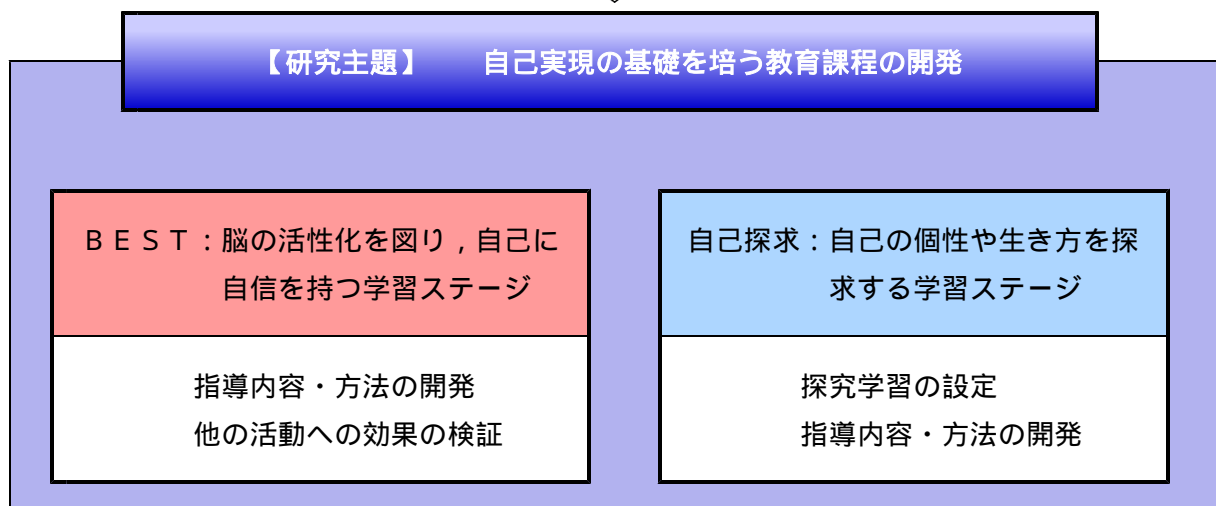 【研究主題】　　自己実現の基礎を培う教育課程の開発
ＢＥＳＴ：脳の活性化を図り，自己に
自信を持つ学習ステージ
指導内容・方法の開発
他の活動への効果の検証
自己探求：自己の個性や生き方を探
求する学習ステージ
探究学習の設定
指導内容・方法の開発